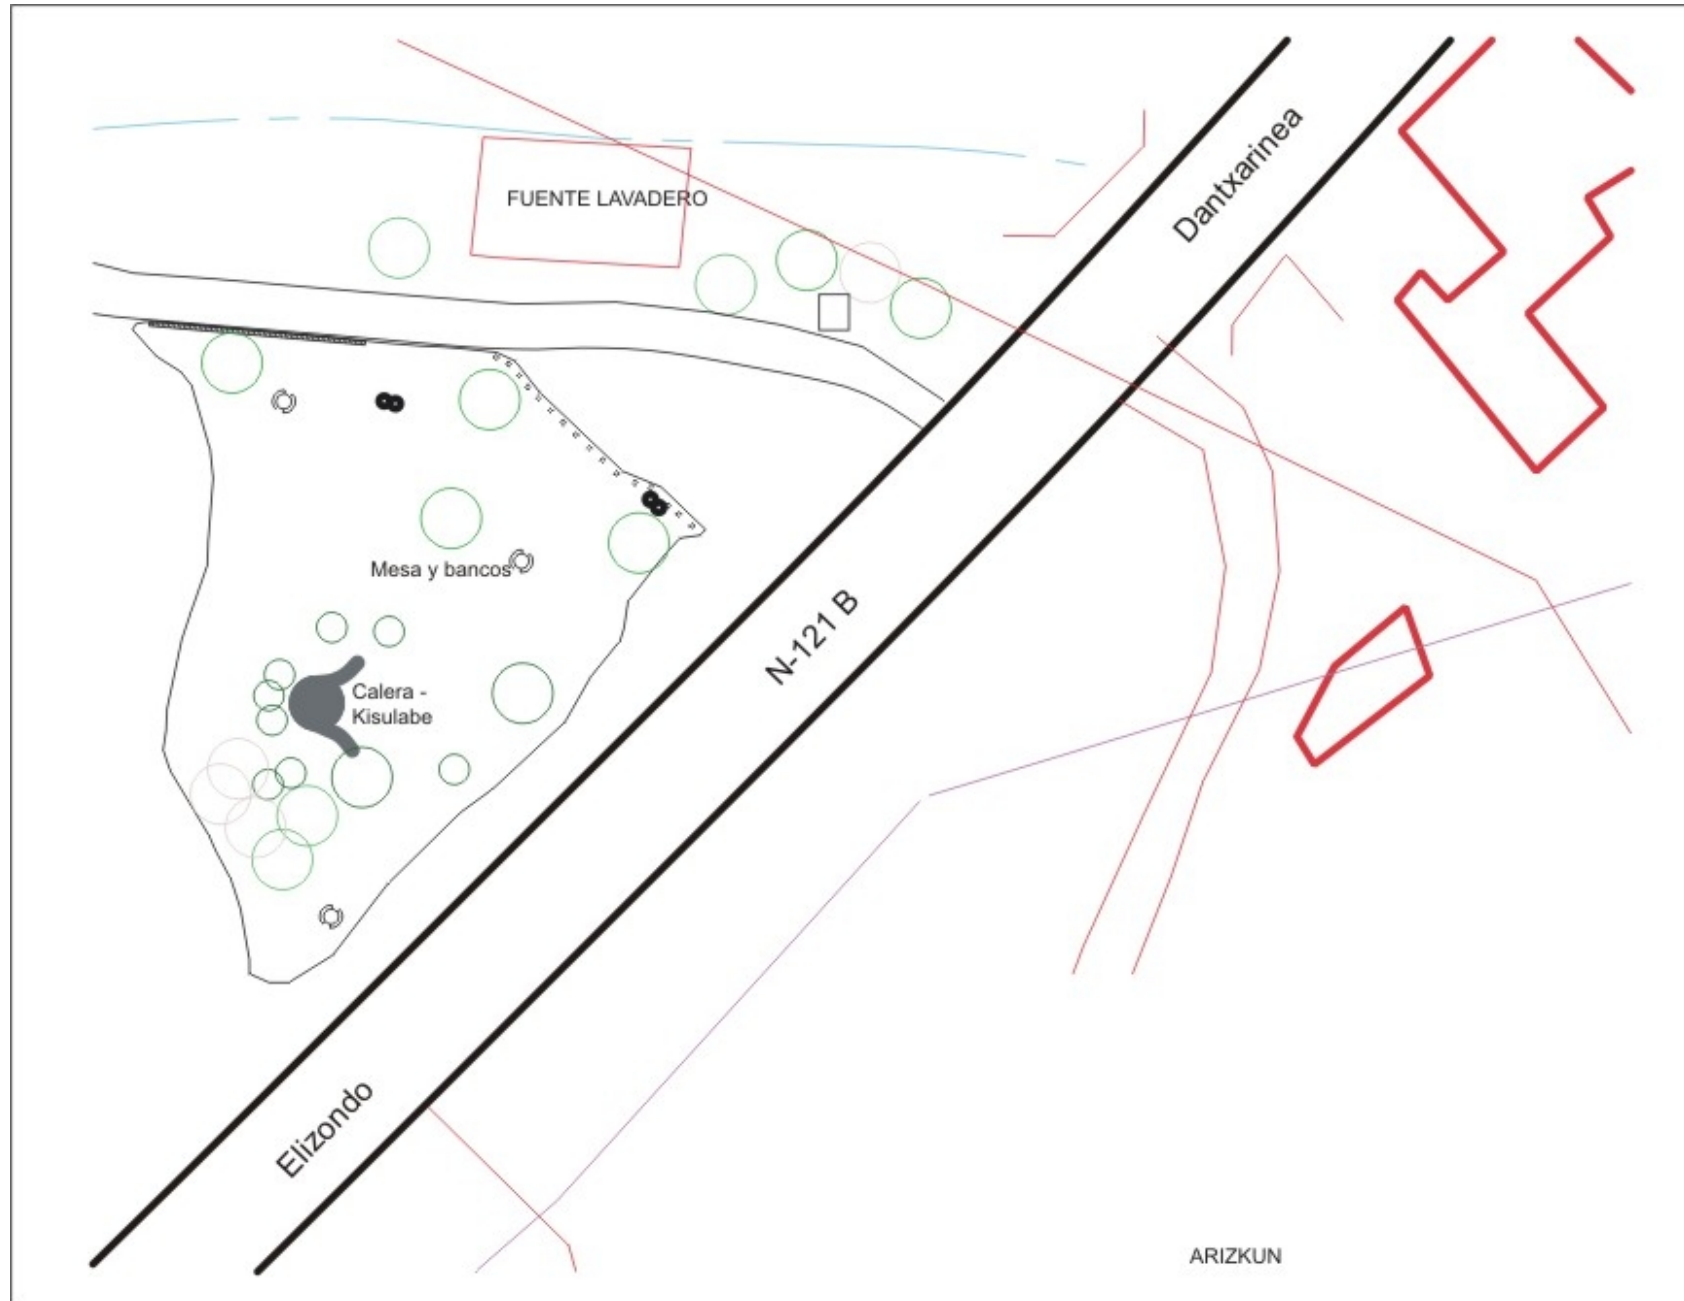 Dantxarinea
FUENTE LAVADERO
Mesa y bancos
N-121 B
Calera -
Kisulabe
Elizondo
ARIZKUN